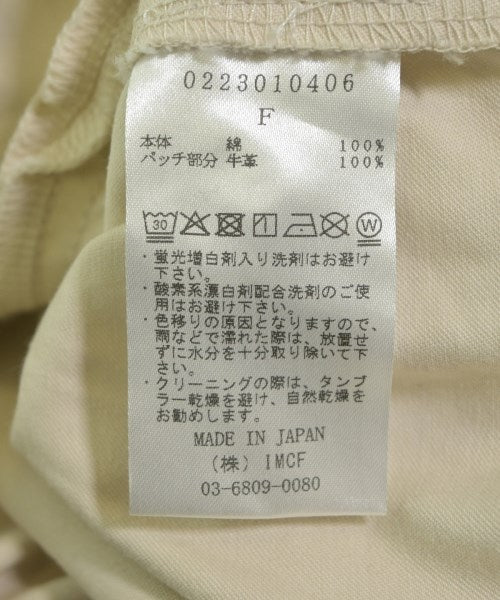 0223010406
F
本体 綿 100%
パッチ部分 牛革 100%
30 W
・蛍光増白剤入り洗剤はお避け
下さい。
・酸素系漂白剤配合洗剤のご使
用はお避け下さい。
・色移りの原因となりますので、
雨などで濡れた際は、放置せ
ずに水分を十分取り除いて下
さい。
・クリーニングの際は、タンブ
ラー乾燥を避け、自然乾燥を
お勧めします。
MADE IN JAPAN
(株) IMCF
03-6809-0080